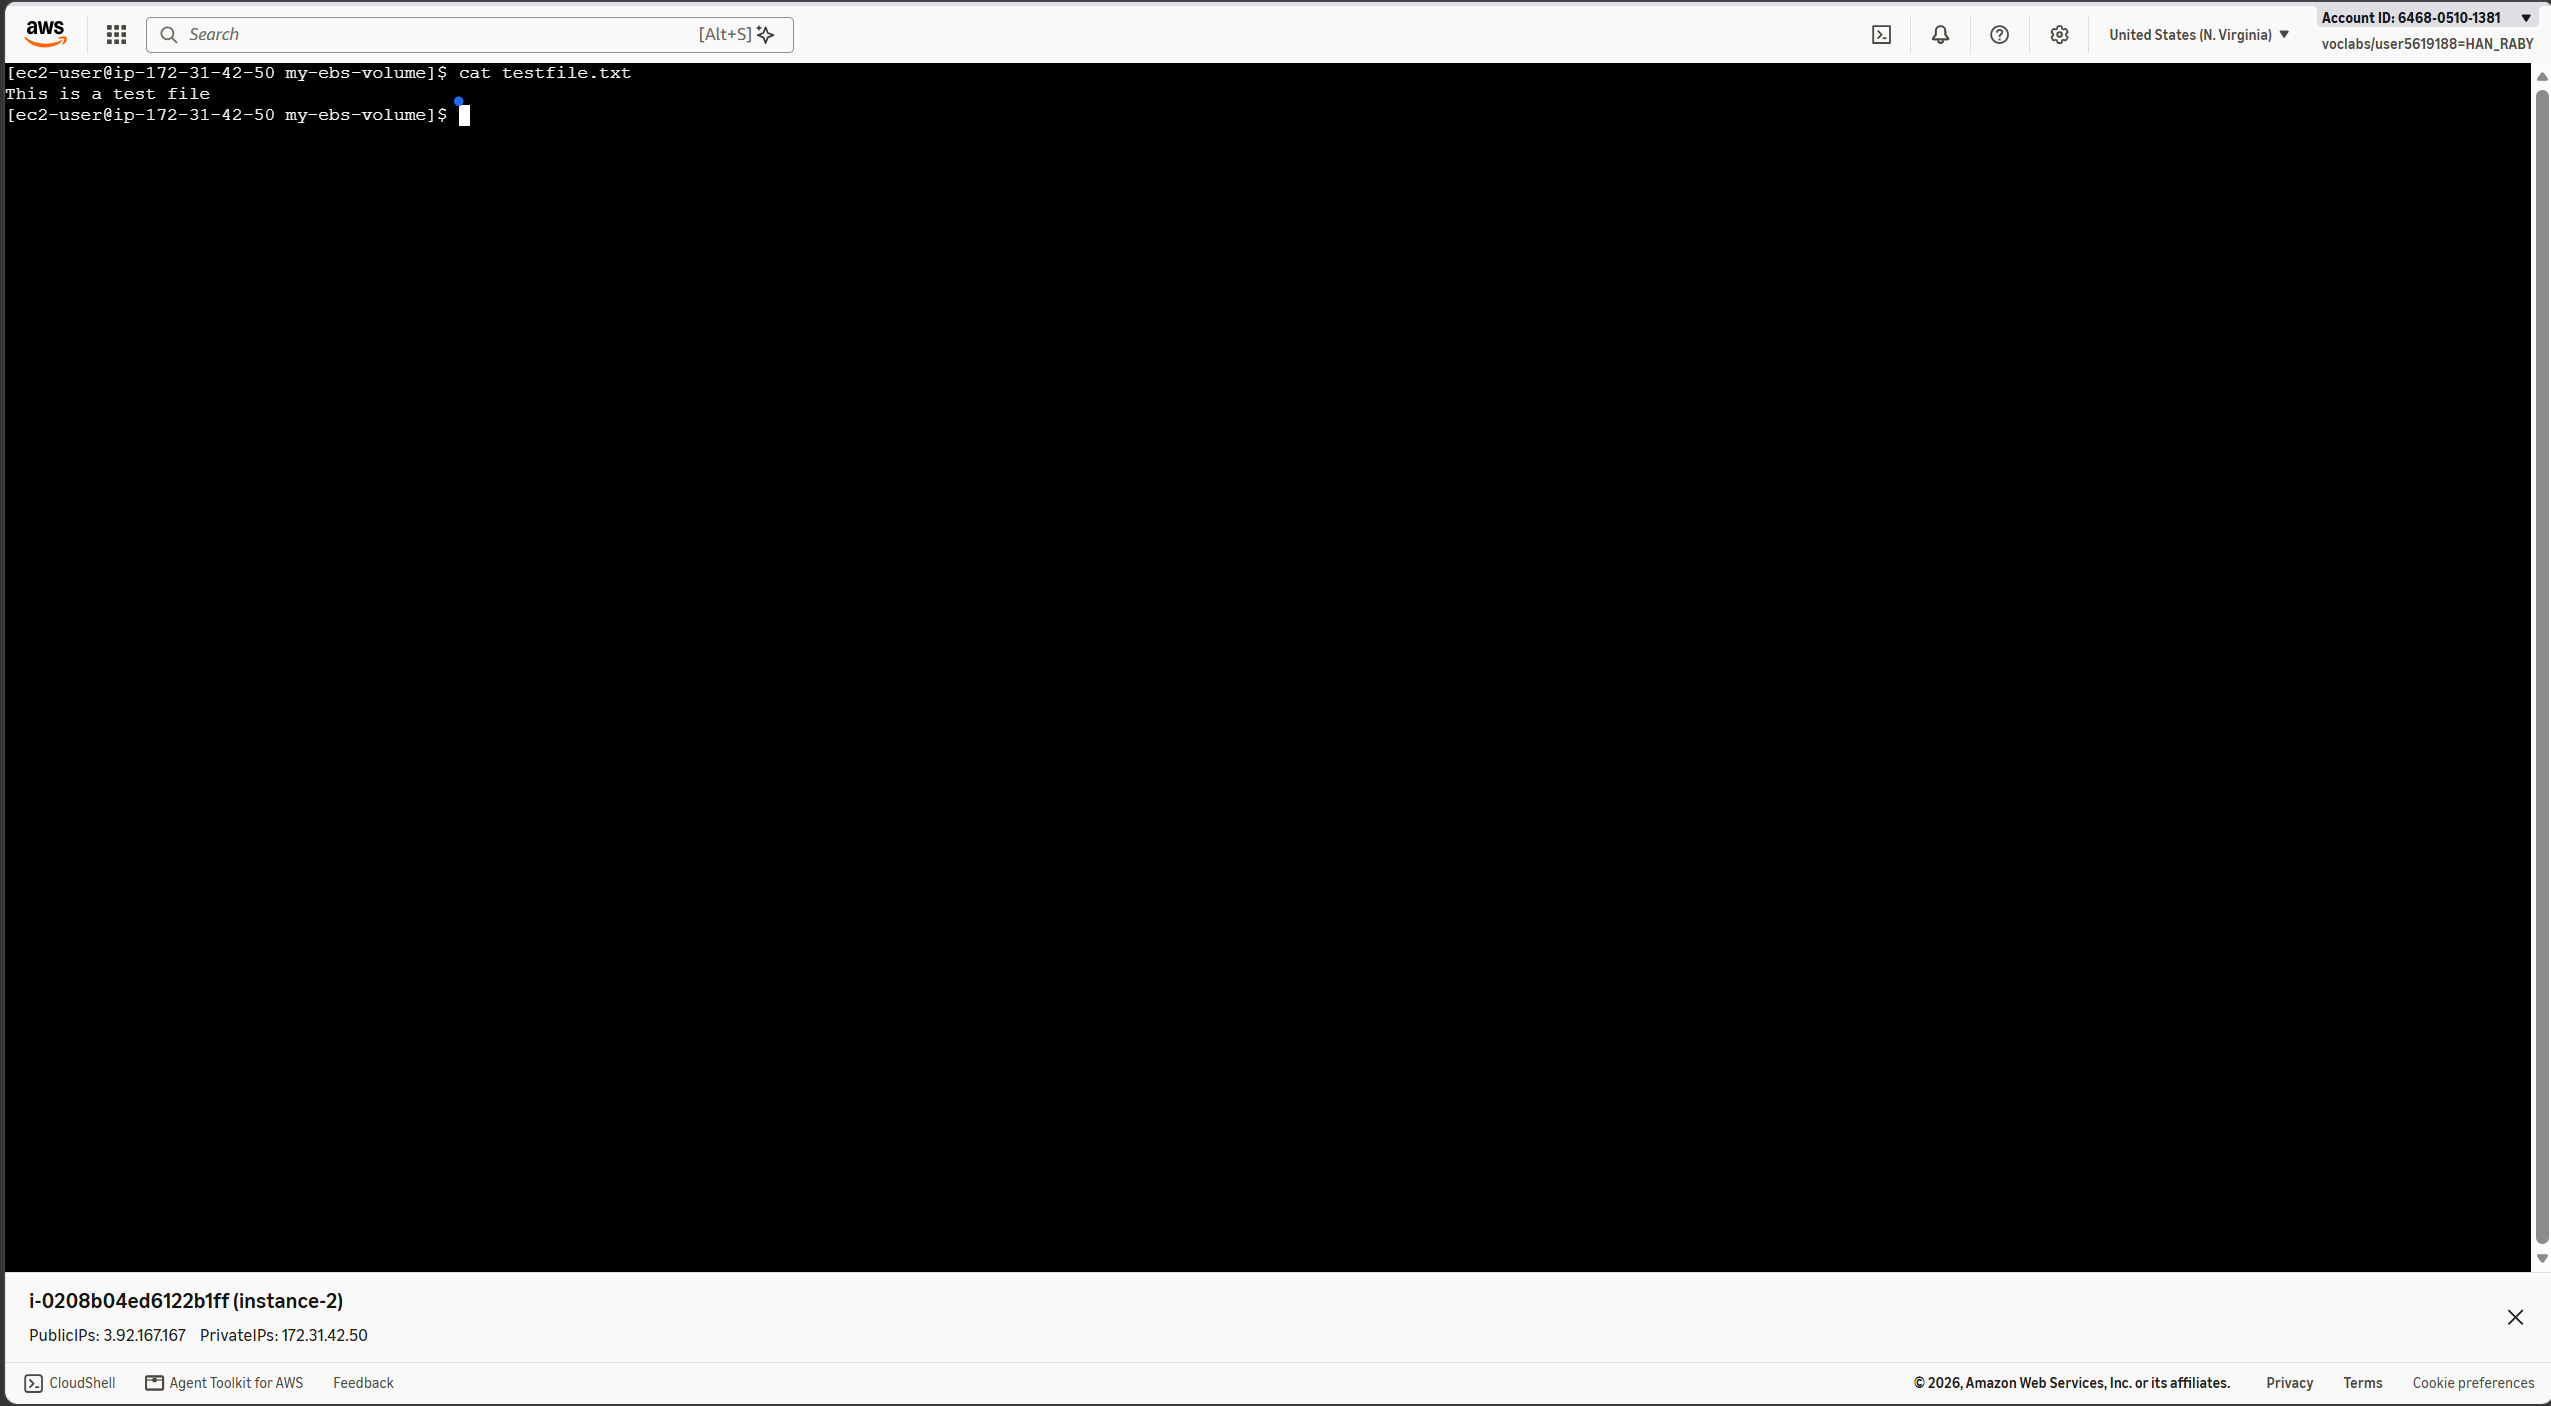 aws
Search [Alt+S]
United States (N. Virginia)
Account ID: 6468-0510-1381
voclabs/user5619188=HAN_RABY
[ec2-user@ip-172-31-42-50 my-ebs-volume]$ cat testfile.txt
This is a test file
[ec2-user@ip-172-31-42-50 my-ebs-volume]$
i-0208b04ed6122b1ff (instance-2)
PublicIPs: 3.92.167.167 PrivateIPs: 172.31.42.50
CloudShell Agent Toolkit for AWS Feedback
© 2026, Amazon Web Services, Inc. or its affiliates. Privacy Terms Cookie preferences